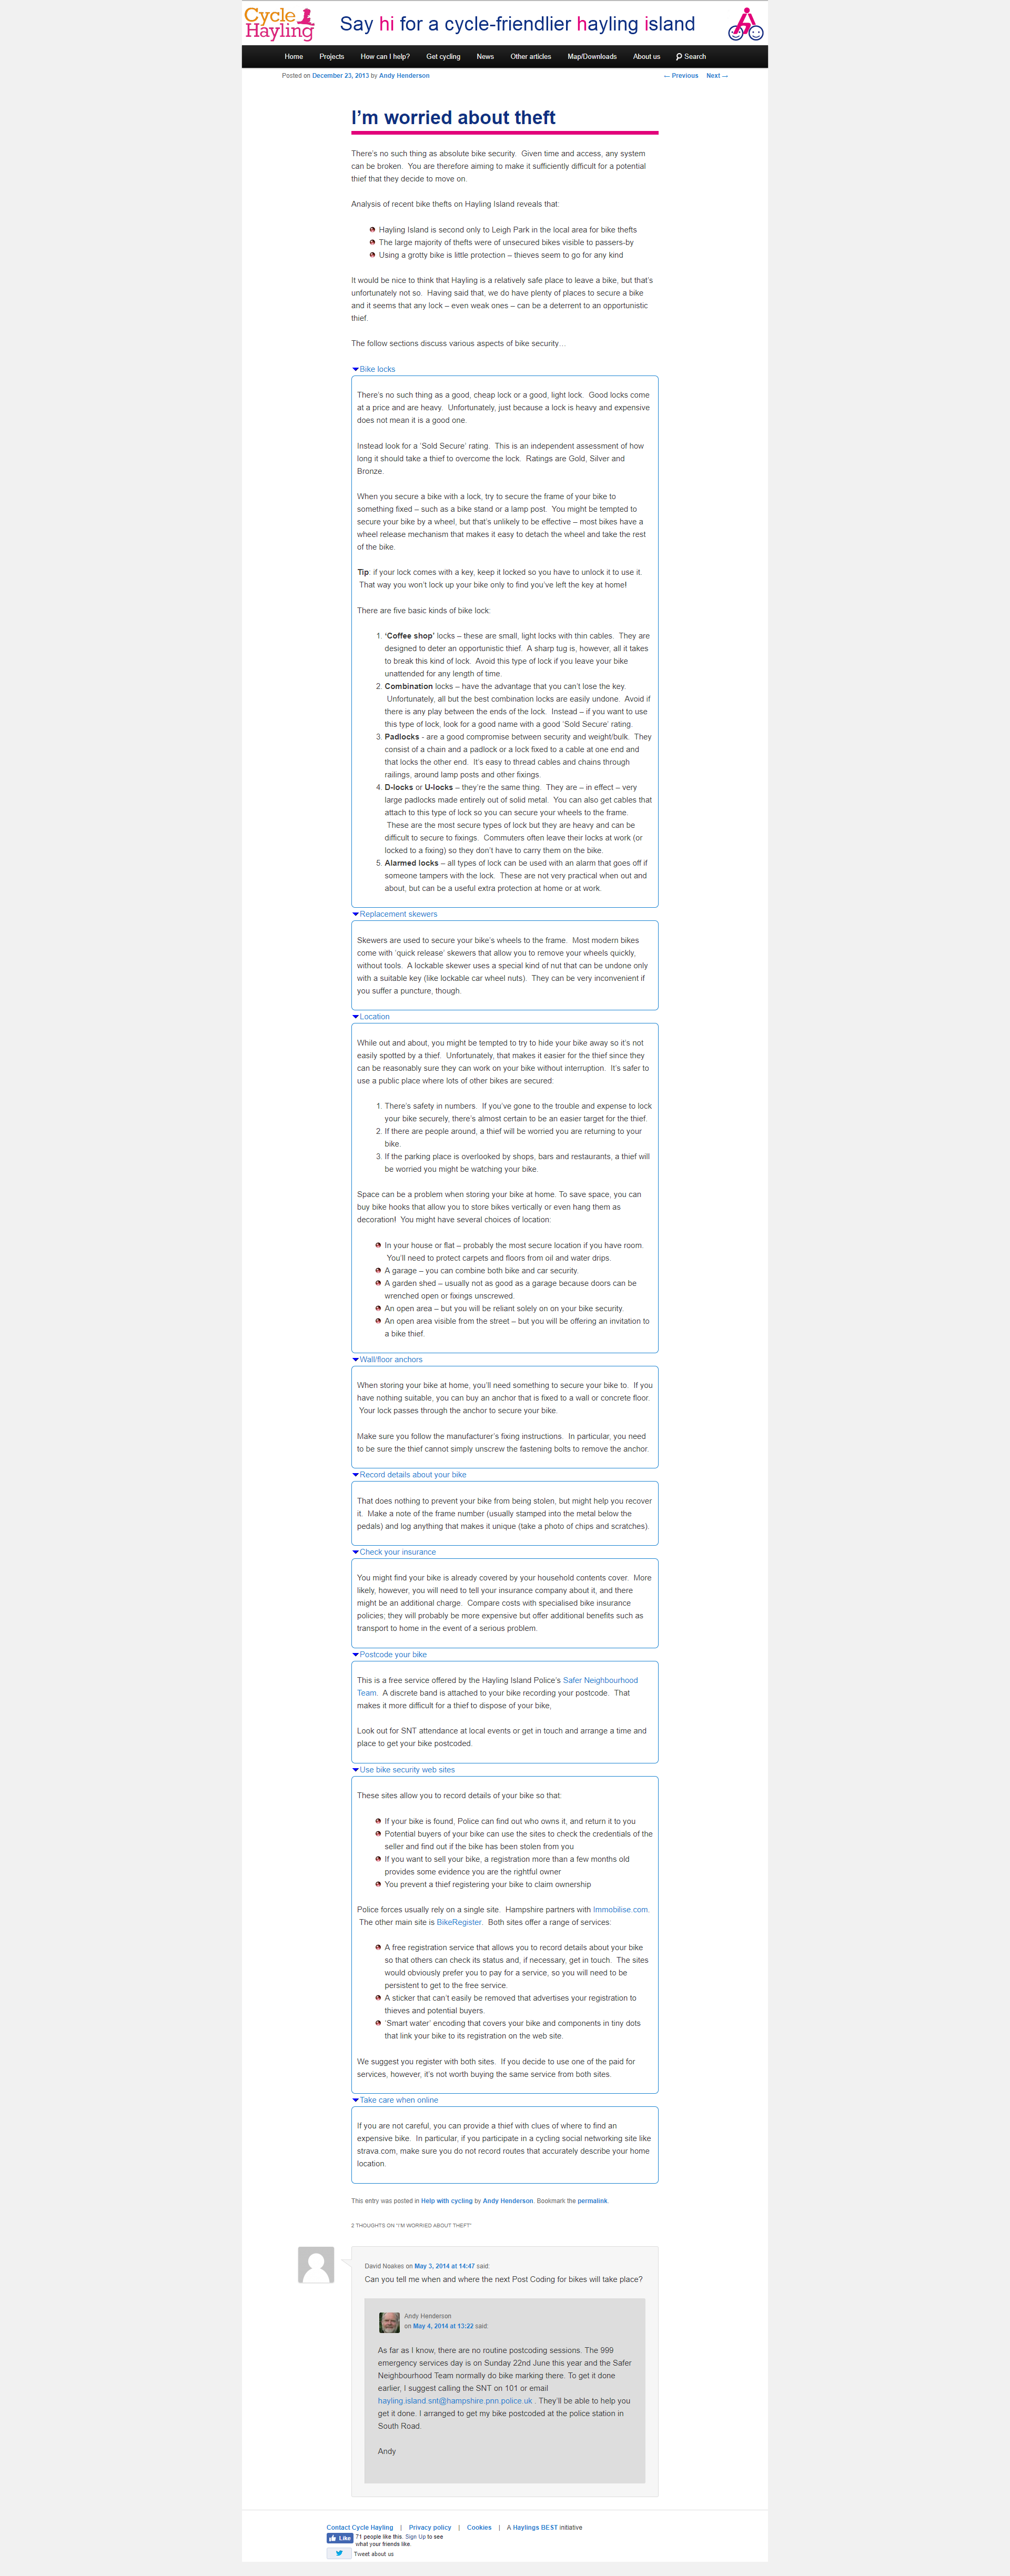 Cycle
Hayling
Say hi for a cycle-friendlier hayling island
Home Projects How can I help? Get cycling News Other articles Map/Downloads About us Search
Posted on December 23, 2013 by Andy Henderson
← Previous Next →
I’m worried about theft
There’s no such thing as absolute bike security. Given time and access, any system
can be broken. You are therefore aiming to make it sufficiently difficult for a potential
thief that they decide to move on.
Analysis of recent bike thefts on Hayling Island reveals that:
Hayling Island is second only to Leigh Park in the local area for bike thefts
The large majority of thefts were of unsecured bikes visible to passers-by
Using a grotty bike is little protection – thieves seem to go for any kind
It would be nice to think that Hayling is a relatively safe place to leave a bike, but that’s
unfortunately not so. Having said that, we do have plenty of places to secure a bike
and it seems that any lock – even weak ones – can be a deterrent to an opportunistic
thief.
The follow sections discuss various aspects of bike security…
Bike locks
There’s no such thing as a good, cheap lock or a good, light lock. Good locks come
at a price and are heavy. Unfortunately, just because a lock is heavy and expensive
does not mean it is a good one.
Instead look for a ‘Sold Secure’ rating. This is an independent assessment of how
long it should take a thief to overcome the lock. Ratings are Gold, Silver and
Bronze.
When you secure a bike with a lock, try to secure the frame of your bike to
something fixed – such as a bike stand or a lamp post. You might be tempted to
secure your bike by a wheel, but that’s unlikely to be effective – most bikes have a
wheel release mechanism that makes it easy to detach the wheel and take the rest
of the bike.
Tip: if your lock comes with a key, keep it locked so you have to unlock it to use it.
That way you won’t lock up your bike only to find you’ve left the key at home!
There are five basic kinds of bike lock:
1. ‘Coffee shop’ locks – these are small, light locks with thin cables. They are
designed to deter an opportunistic thief. A sharp tug is, however, all it takes
to break this kind of lock. Avoid this type of lock if you leave your bike
unattended for any length of time.
2. Combination locks – have the advantage that you can’t lose the key.
Unfortunately, all but the best combination locks are easily undone. Avoid if
there is any play between the ends of the lock. Instead – if you want to use
this type of lock, look for a good name with a good ‘Sold Secure’ rating.
3. Padlocks - are a good compromise between security and weight/bulk. They
consist of a chain and a padlock or a lock fixed to a cable at one end and
that locks the other end. It’s easy to thread cables and chains through
railings, around lamp posts and other fixings.
4. D-locks or U-locks – they’re the same thing. They are – in effect – very
large padlocks made entirely out of solid metal. You can also get cables that
attach to this type of lock so you can secure your wheels to the frame.
These are the most secure types of lock but they are heavy and can be
difficult to secure to fixings. Commuters often leave their locks at work (or
locked to a fixing) so they don’t have to carry them on the bike.
5. Alarmed locks – all types of lock can be used with an alarm that goes off if
someone tampers with the lock. These are not very practical when out and
about, but can be a useful extra protection at home or at work.
Replacement skewers
Skewers are used to secure your bike’s wheels to the frame. Most modern bikes
come with ‘quick release’ skewers that allow you to remove your wheels quickly,
without tools. A lockable skewer uses a special kind of nut that can be undone only
with a suitable key (like lockable car wheel nuts). They can be very inconvenient if
you suffer a puncture, though.
Location
While out and about, you might be tempted to try to hide your bike away so it’s not
easily spotted by a thief. Unfortunately, that makes it easier for the thief since they
can be reasonably sure they can work on your bike without interruption. It’s safer to
use a public place where lots of other bikes are secured:
1. There’s safety in numbers. If you’ve gone to the trouble and expense to lock
your bike securely, there’s almost certain to be an easier target for the thief.
2. If there are people around, a thief will be worried you are returning to your
bike.
3. If the parking place is overlooked by shops, bars and restaurants, a thief will
be worried you might be watching your bike.
Space can be a problem when storing your bike at home. To save space, you can
buy bike hooks that allow you to store bikes vertically or even hang them as
decoration! You might have several choices of location:
In your house or flat – probably the most secure location if you have room.
You’ll need to protect carpets and floors from oil and water drips.
A garage – you can combine both bike and car security.
A garden shed – usually not as good as a garage because doors can be
wrenched open or fixings unscrewed.
An open area – but you will be reliant solely on on your bike security.
An open area visible from the street – but you will be offering an invitation to
a bike thief.
Wall/floor anchors
When storing your bike at home, you’ll need something to secure your bike to. If you
have nothing suitable, you can buy an anchor that is fixed to a wall or concrete floor.
Your lock passes through the anchor to secure your bike.
Make sure you follow the manufacturer’s fixing instructions. In particular, you need
to be sure the thief cannot simply unscrew the fastening bolts to remove the anchor.
Record details about your bike
That does nothing to prevent your bike from being stolen, but might help you recover
it. Make a note of the frame number (usually stamped into the metal below the
pedals) and log anything that makes it unique (take a photo of chips and scratches).
Check your insurance
You might find your bike is already covered by your household contents cover. More
likely, however, you will need to tell your insurance company about it, and there
might be an additional charge. Compare costs with specialised bike insurance
policies; they will probably be more expensive but offer additional benefits such as
transport to home in the event of a serious problem.
Postcode your bike
This is a free service offered by the Hayling Island Police’s Safer Neighbourhood
Team. A discrete band is attached to your bike recording your postcode. That
makes it more difficult for a thief to dispose of your bike,
Look out for SNT attendance at local events or get in touch and arrange a time and
place to get your bike postcoded.
Use bike security web sites
These sites allow you to record details of your bike so that:
If your bike is found, Police can find out who owns it, and return it to you
Potential buyers of your bike can use the sites to check the credentials of the
seller and find out if the bike has been stolen from you
If you want to sell your bike, a registration more than a few months old
provides some evidence you are the rightful owner
You prevent a thief registering your bike to claim ownership
Police forces usually rely on a single site. Hampshire partners with Immobilise.com.
The other main site is BikeRegister. Both sites offer a range of services:
A free registration service that allows you to record details about your bike
so that others can check its status and, if necessary, get in touch. The sites
would obviously prefer you to pay for a service, so you will need to be
persistent to get to the free service.
A sticker that can’t easily be removed that advertises your registration to
thieves and potential buyers.
‘Smart water’ encoding that covers your bike and components in tiny dots
that link your bike to its registration on the web site.
We suggest you register with both sites. If you decide to use one of the paid for
services, however, it’s not worth buying the same service from both sites.
Take care when online
If you are not careful, you can provide a thief with clues of where to find an
expensive bike. In particular, if you participate in a cycling social networking site like
strava.com, make sure you do not record routes that accurately describe your home
location.
This entry was posted in Help with cycling by Andy Henderson. Bookmark the permalink.
2 THOUGHTS ON “I’M WORRIED ABOUT THEFT”
David Noakes on May 3, 2014 at 14:47 said:
Can you tell me when and where the next Post Coding for bikes will take place?
Andy Henderson
on May 4, 2014 at 13:22 said:
As far as I know, there are no routine postcoding sessions. The 999
emergency services day is on Sunday 22nd June this year and the Safer
Neighbourhood Team normally do bike marking there. To get it done
earlier, I suggest calling the SNT on 101 or email
hayling.island.snt@hampshire.pnn.police.uk . They’ll be able to help you
get it done. I arranged to get my bike postcoded at the police station in
South Road.
Andy
Contact Cycle Hayling | Privacy policy | Cookies | A Haylings BEST initiative
Like 71 people like this. Sign Up to see
what your friends like.
Tweet about us